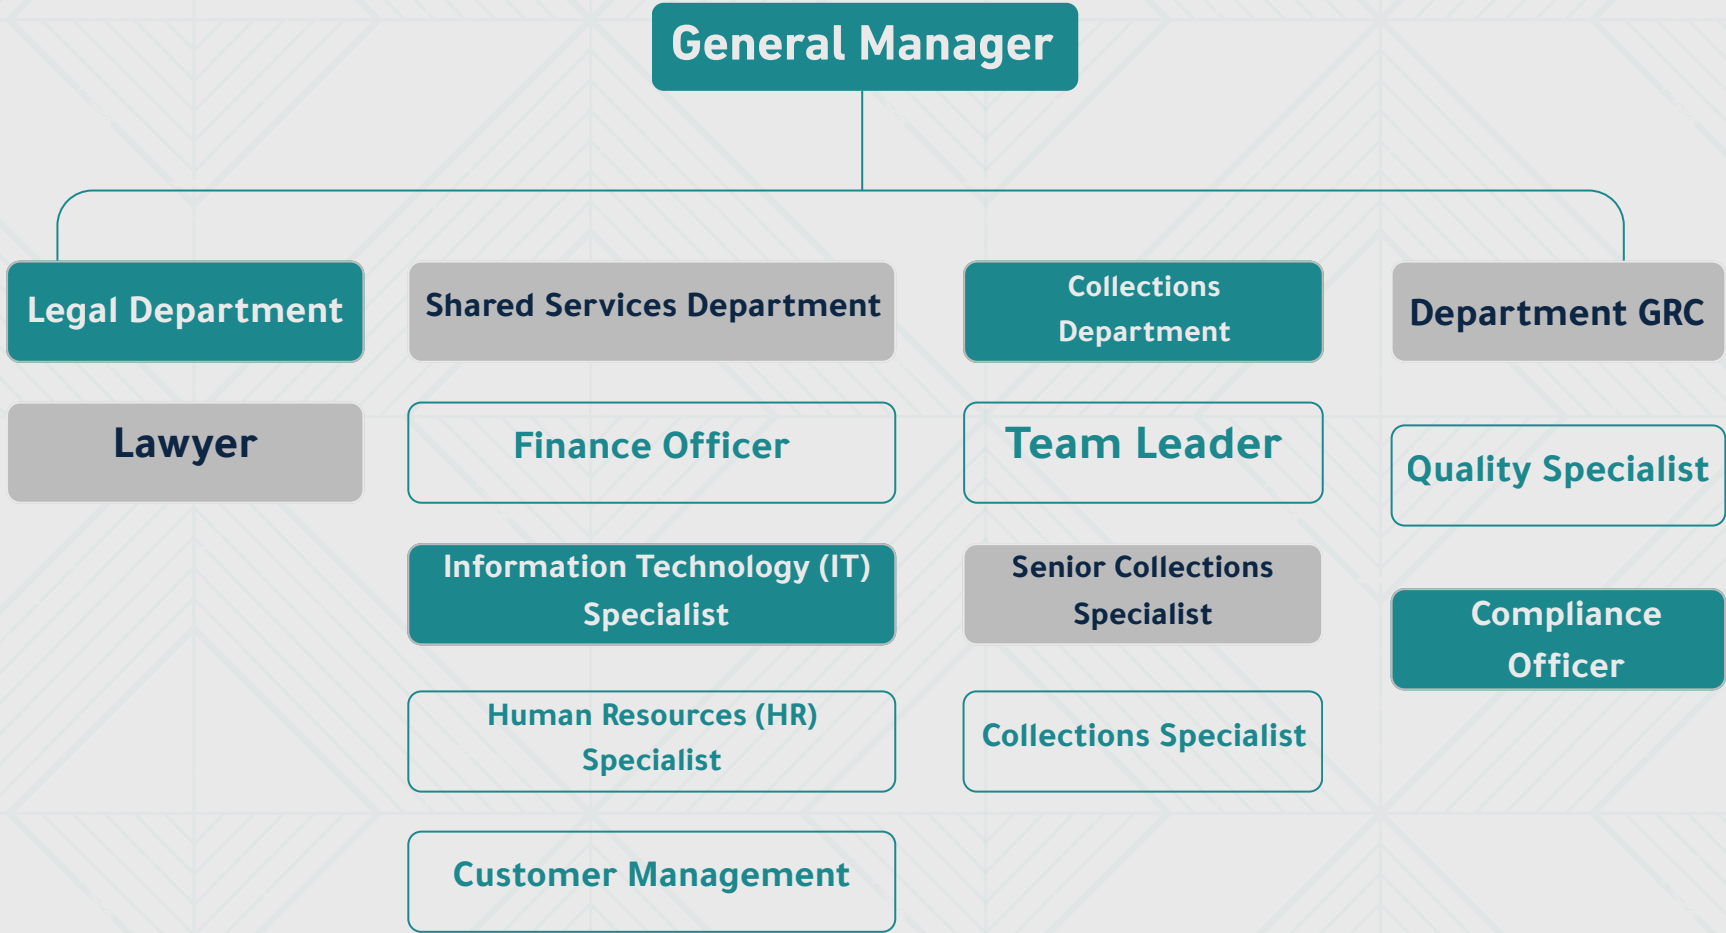 General Manager
Legal Department
Shared Services Department
Collections
Department
Department GRC
Lawyer
Finance Officer
Team Leader
Quality Specialist
Information Technology (IT)
Specialist
Senior Collections
Specialist
Compliance
Officer
Human Resources (HR)
Specialist
Collections Specialist
Customer Management